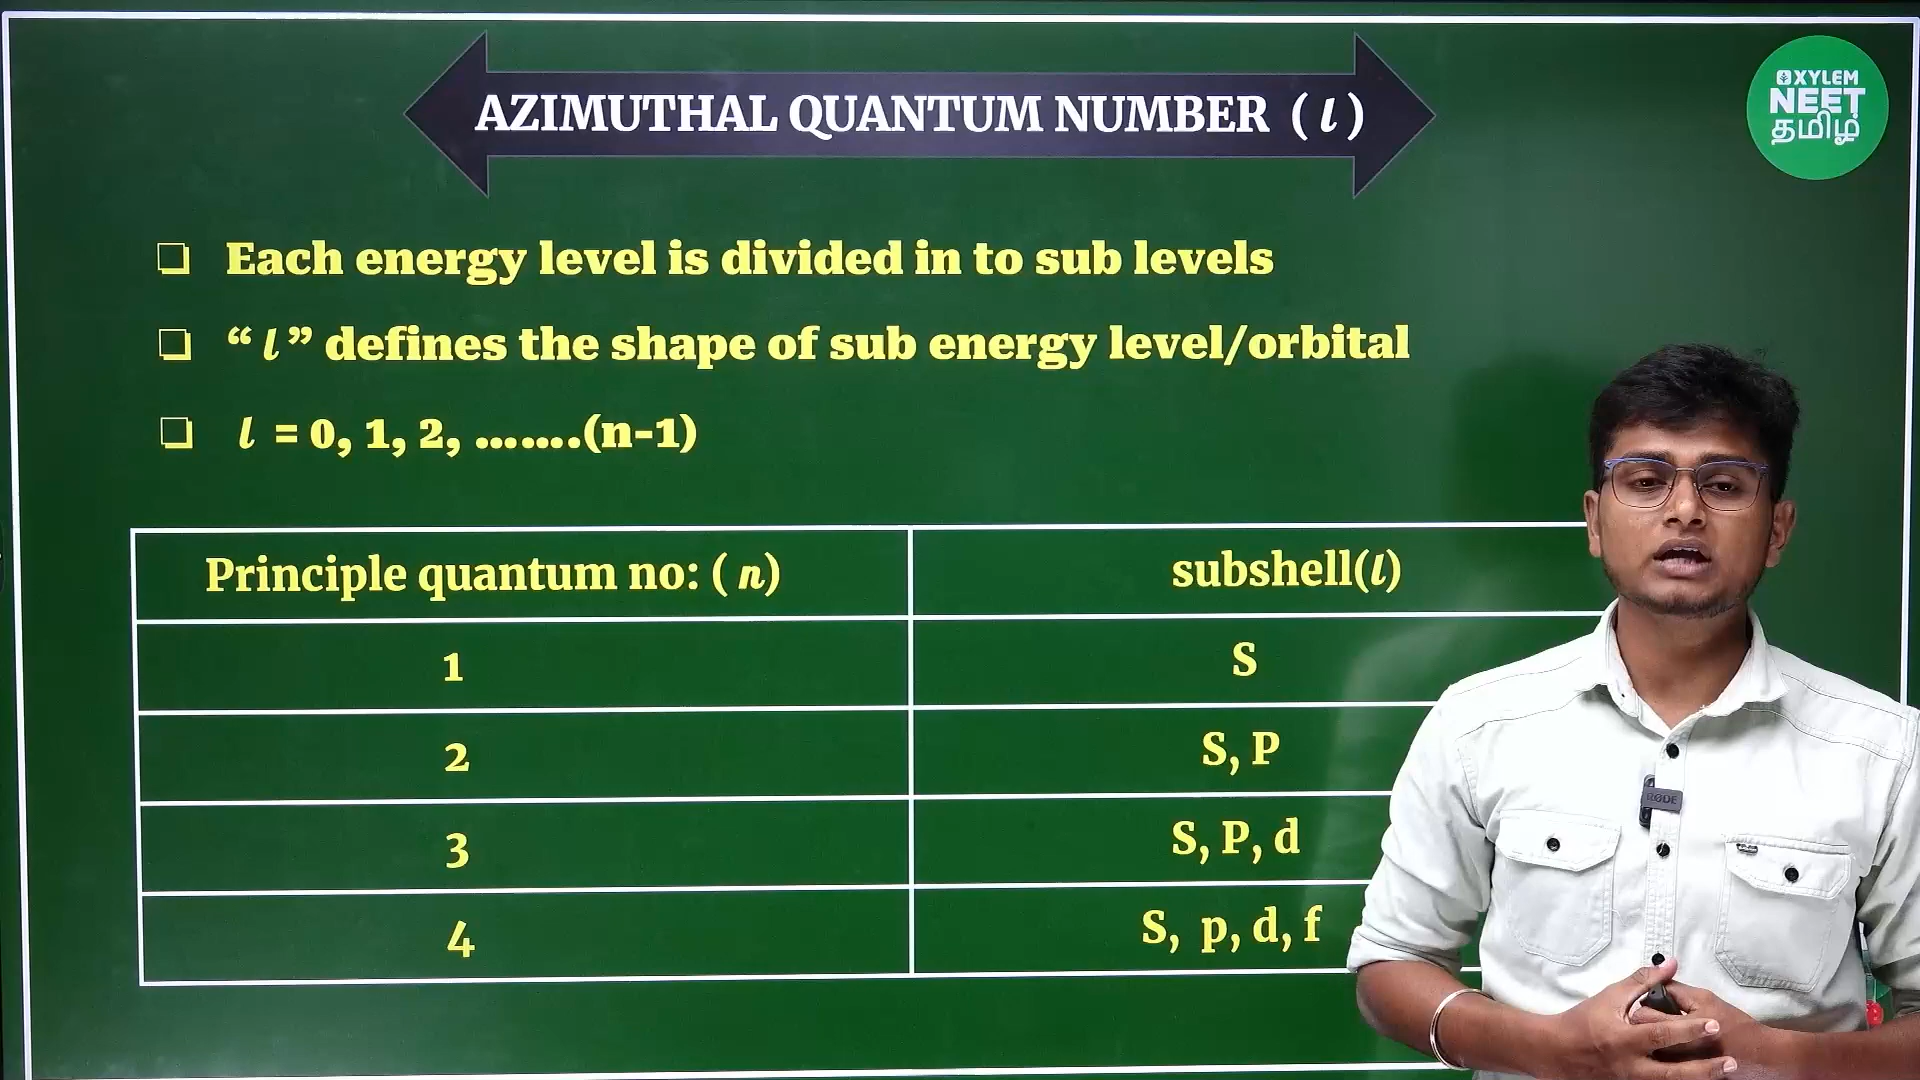 AZIMUTHAL QUANTUM NUMBER ( l )
XYLEM
NEET
தமிழ்
Each energy level is divided in to sub levels
“ l ” defines the shape of sub energy level/orbital
l = 0, 1, 2, .......(n-1)
Principle quantum no: ( n) subshell(l)
1 S
2 S, P
3 S, P, d
4 S, p, d, f
RODE